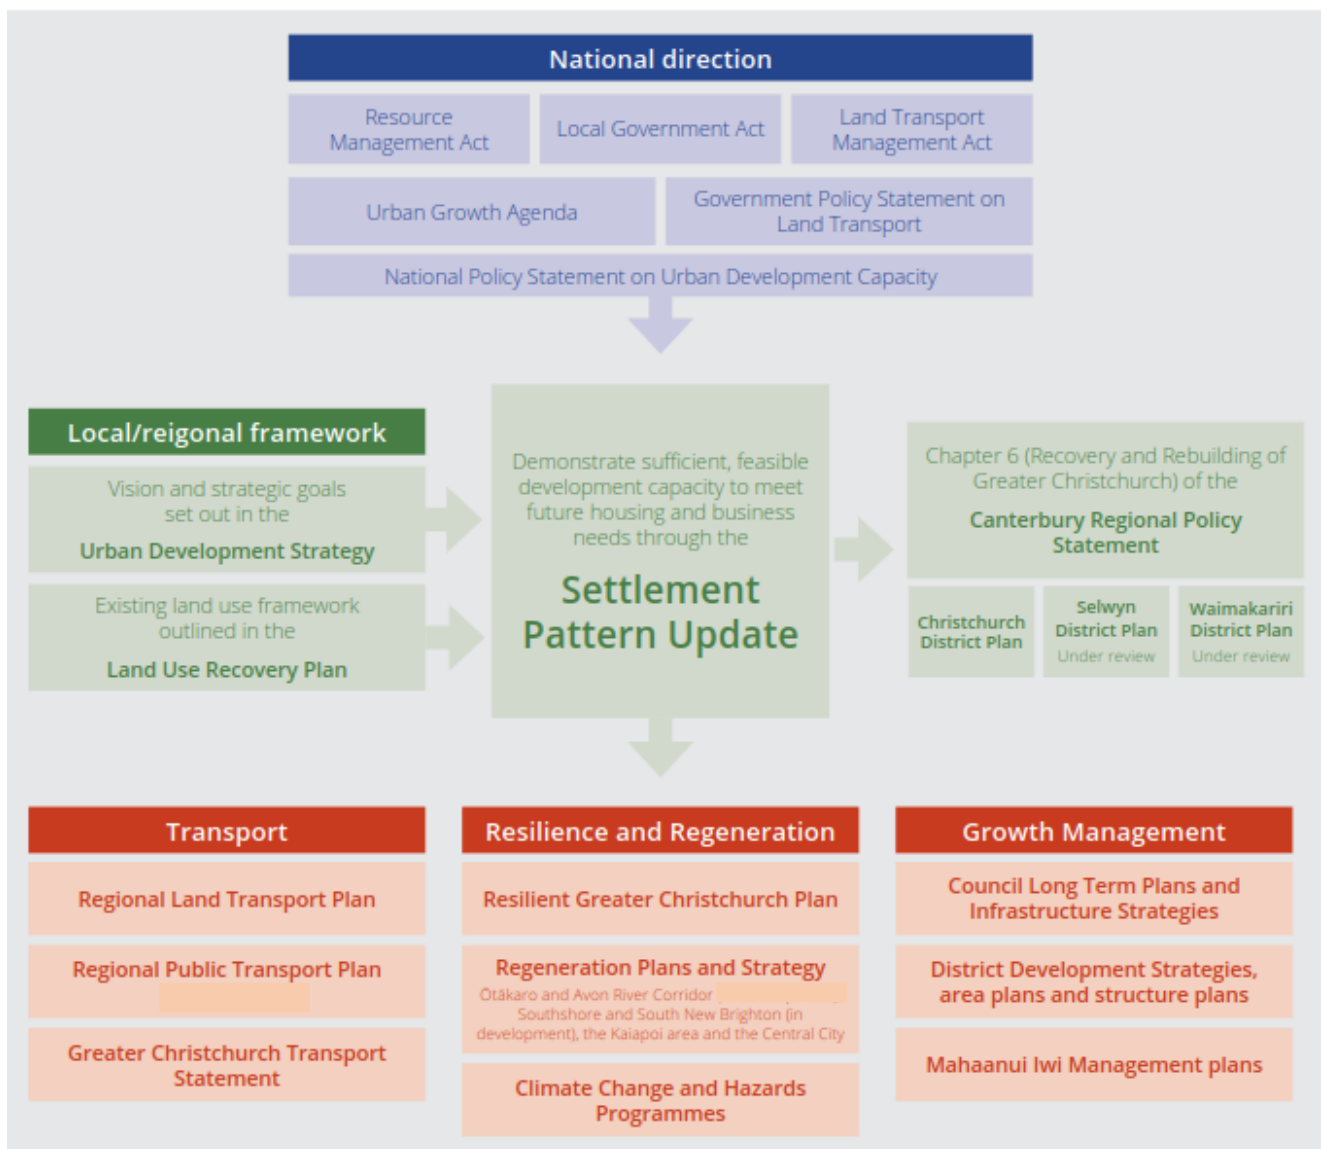 National direction
Resource
Management Act
Local Government Act
Land Transport
Management Act
Urban Growth Agenda
Government Policy Statement on
Land Transport
National Policy Statement on Urban Development Capacity
Local/reigonal framework
Vision and strategic goals
set out in the
Urban Development Strategy
Existing land use framework
outlined in the
Land Use Recovery Plan
Demonstrate sufficient, feasible
development capacity to meet
future housing and business
needs through the
Settlement
Pattern Update
Chapter 6 (Recovery and Rebuilding of
Greater Christchurch) of the
Canterbury Regional Policy
Statement
Christchurch
District Plan
Selwyn
District Plan
Under review
Waimakariri
District Plan
Under review
Transport
Regional Land Transport Plan
Regional Public Transport Plan
Greater Christchurch Transport
Statement
Resilience and Regeneration
Resilient Greater Christchurch Plan
Regeneration Plans and Strategy
Ōtākaro and Avon River Corridor
Southshore and South New Brighton (in
development), the Kaiapoi area and the Central City
Climate Change and Hazards
Programmes
Growth Management
Council Long Term Plans and
Infrastructure Strategies
District Development Strategies,
area plans and structure plans
Mahaanui Iwi Management plans